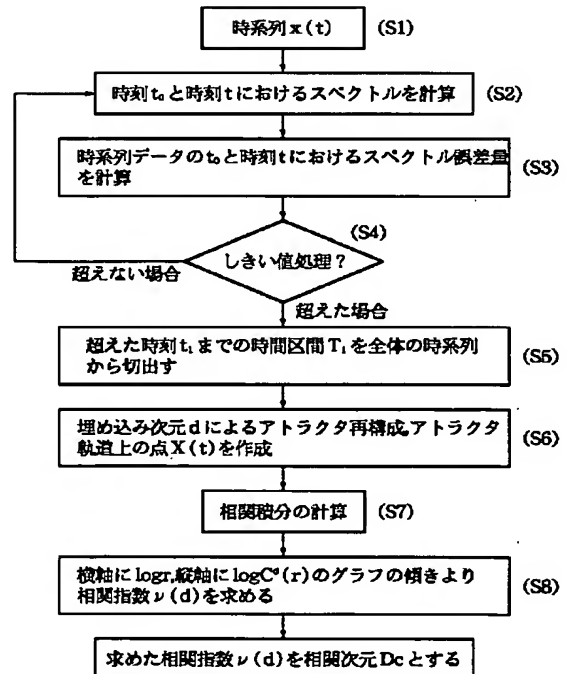 時系列x(t) (S1)
時刻t₀と時刻tにおけるスペクトルを計算 (S2)
時系列データのt₀と時刻tにおけるスペクトル誤差量
を計算 (S3)
(S4)
しきい値処理?
超えない場合
超えた場合
超えた時刻t₁までの時間区間T₁を全体の時系列
から切出す (S5)
埋め込み次元dによるアトラクタ再構成,アトラクタ
軌道上の点X(t)を作成 (S6)
相関積分の計算 (S7)
横軸にlogr,縦軸にlogCᵈ(r)のグラフの傾きより
相関指数ν(d)を求める (S8)
求めた相関指数ν(d)を相関次元Dcとする